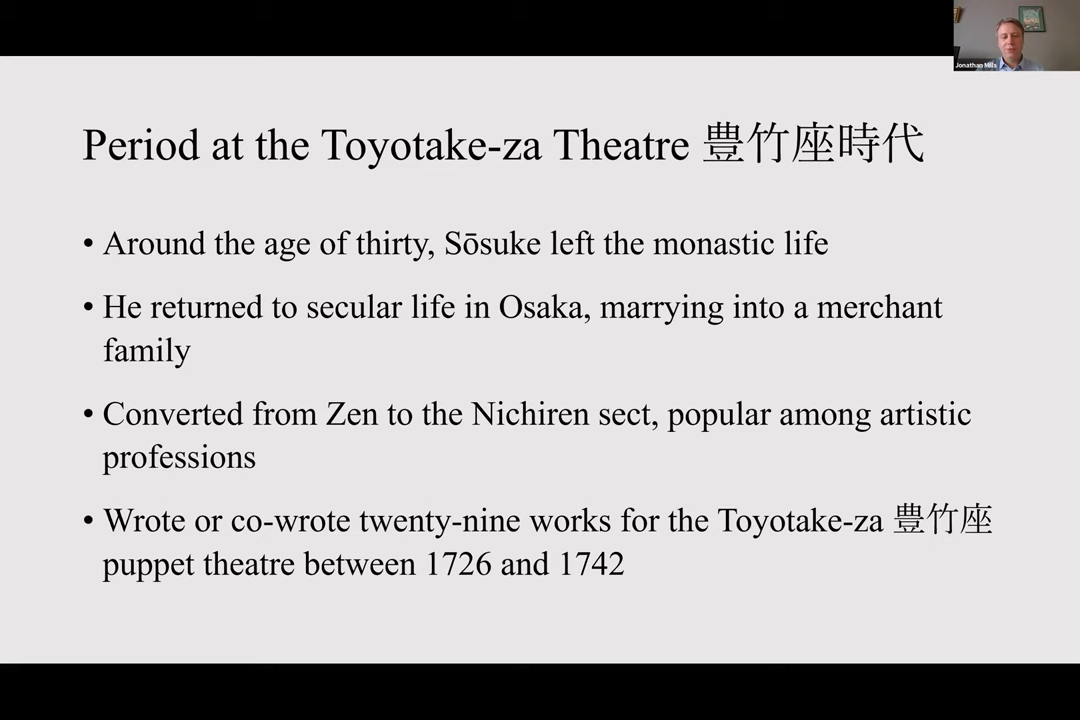 Jonathan Mills
Period at the Toyotake-za Theatre 豊竹座時代
• Around the age of thirty, Sōsuke left the monastic life
• He returned to secular life in Osaka, marrying into a merchant
family
• Converted from Zen to the Nichiren sect, popular among artistic
professions
• Wrote or co-wrote twenty-nine works for the Toyotake-za 豊竹座
puppet theatre between 1726 and 1742